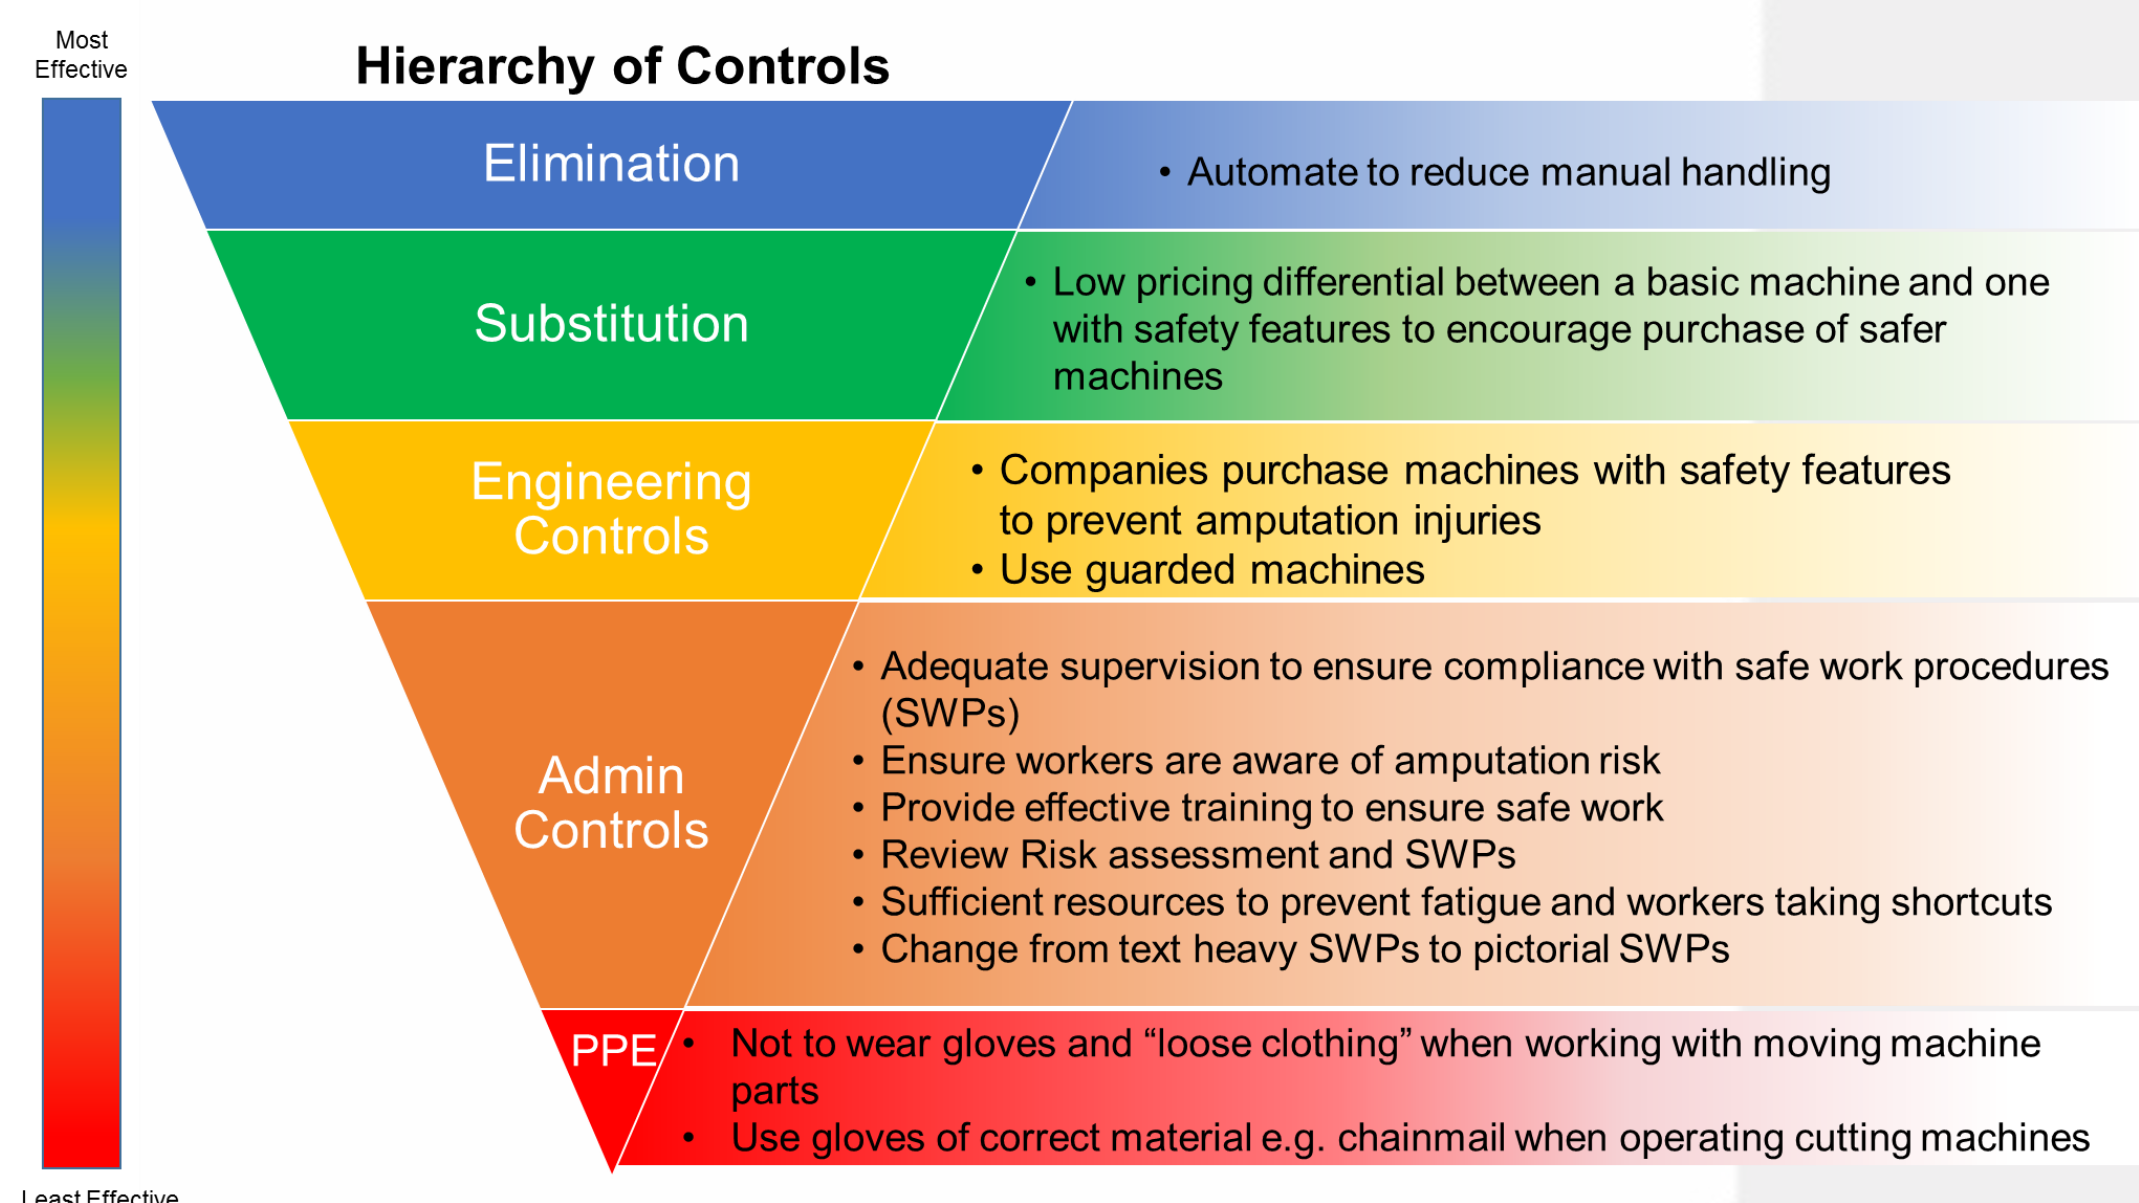 Most
Effective
Hierarchy of Controls
Elimination
• Automate to reduce manual handling
Substitution
• Low pricing differential between a basic machine and one
with safety features to encourage purchase of safer
machines
Engineering
Controls
• Companies purchase machines with safety features
to prevent amputation injuries
• Use guarded machines
Admin
Controls
• Adequate supervision to ensure compliance with safe work procedures
(SWPs)
• Ensure workers are aware of amputation risk
• Provide effective training to ensure safe work
• Review Risk assessment and SWPs
• Sufficient resources to prevent fatigue and workers taking shortcuts
• Change from text heavy SWPs to pictorial SWPs
PPE
• Not to wear gloves and “loose clothing” when working with moving machine
parts
• Use gloves of correct material e.g. chainmail when operating cutting machines
Least Effective